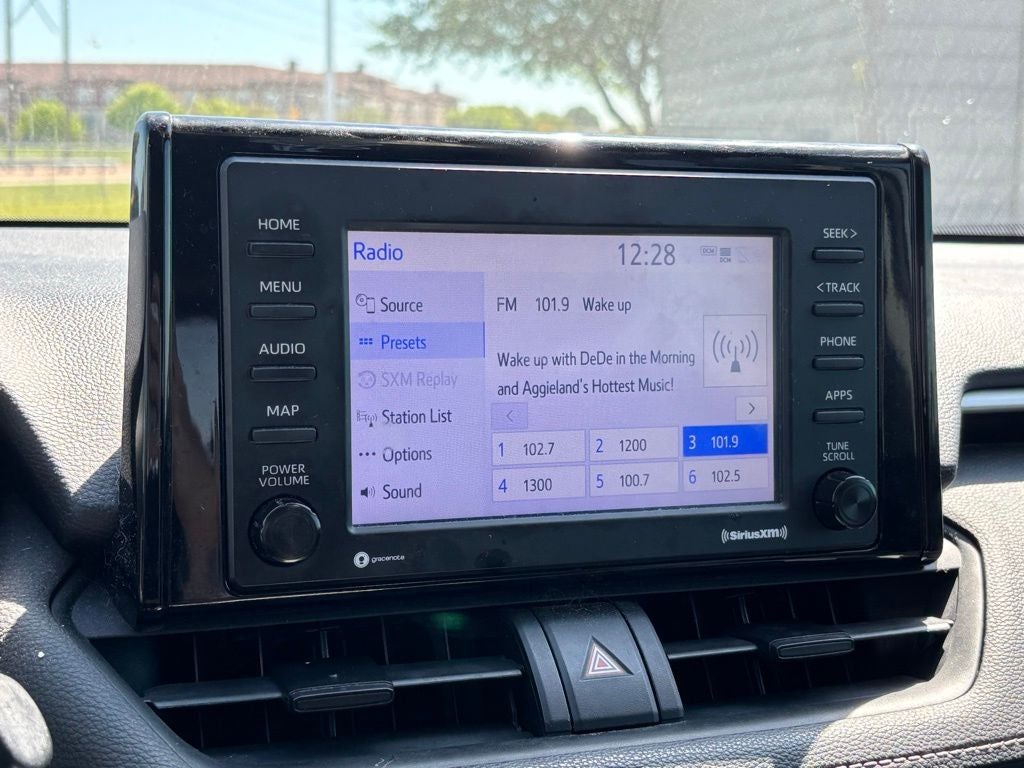 HOME
MENU
AUDIO
MAP
POWER
VOLUME
Radio
12:28
DCM
DCM
Source
Presets
SXM Replay
Station List
Options
Sound
FM 101.9 Wake up
Wake up with DeDe in the Morning
and Aggieland's Hottest Music!
< >
1 102.7 2 1200 3 101.9
4 1300 5 100.7 6 102.5
SEEK >
< TRACK
PHONE
APPS
TUNE
SCROLL
gracenote
((SiriusXM))